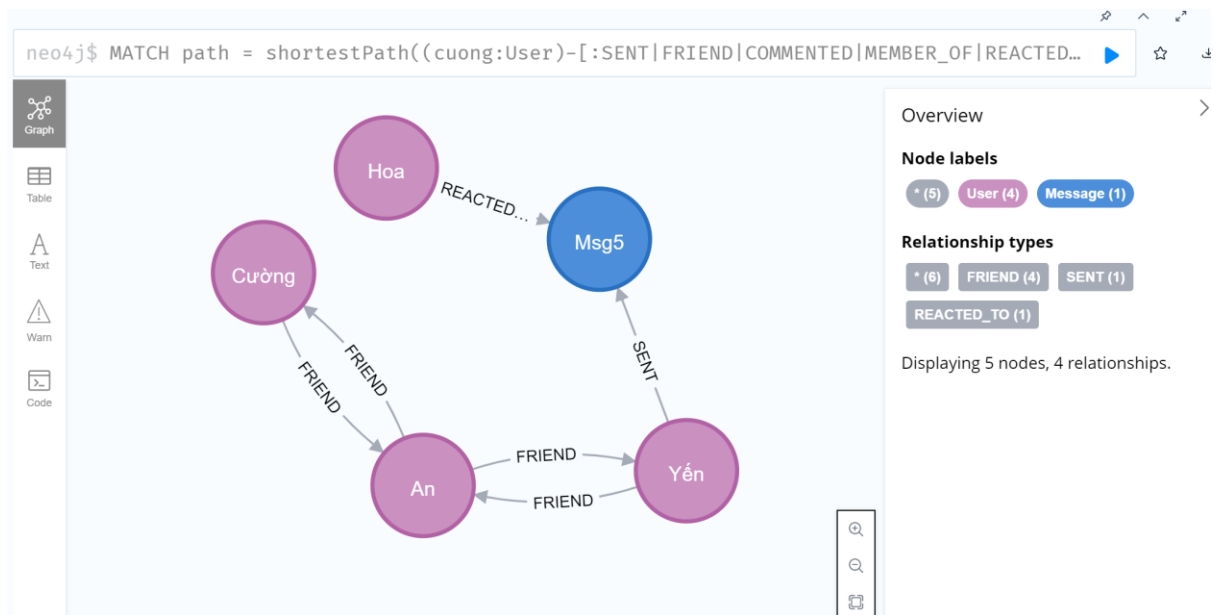 neo4j$ MATCH path = shortestPath((cuong:User)-[:SENT|FRIEND|COMMENTED|MEMBER_OF|REACTED…
Graph
Table
Text
Warn
Code
Hoa
REACTED…
Msg5
Cường
FRIEND
FRIEND
SENT
An
FRIEND
FRIEND
Yến
Overview
Node labels
* (5) User (4) Message (1)
Relationship types
* (6) FRIEND (4) SENT (1)
REACTED_TO (1)
Displaying 5 nodes, 4 relationships.